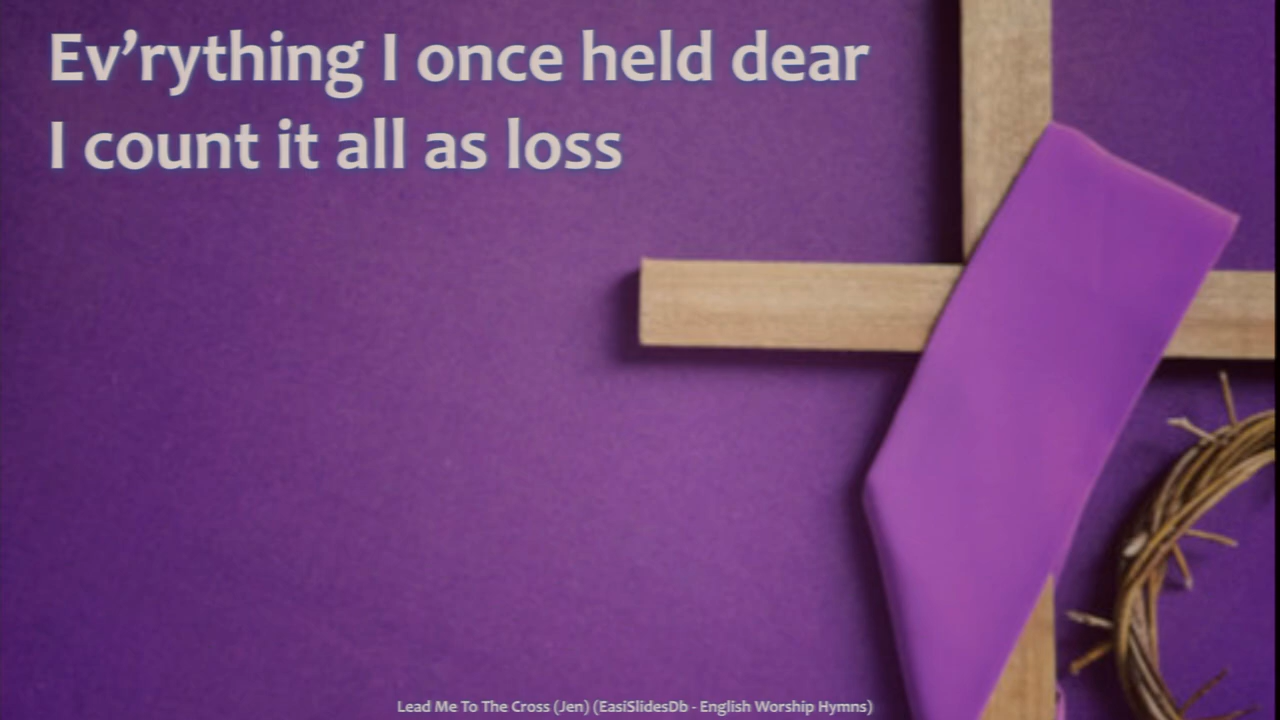 Ev’rything I once held dear
I count it all as loss
Lead Me To The Cross (Jen) (EasiSlidesDb - English Worship Hymns)